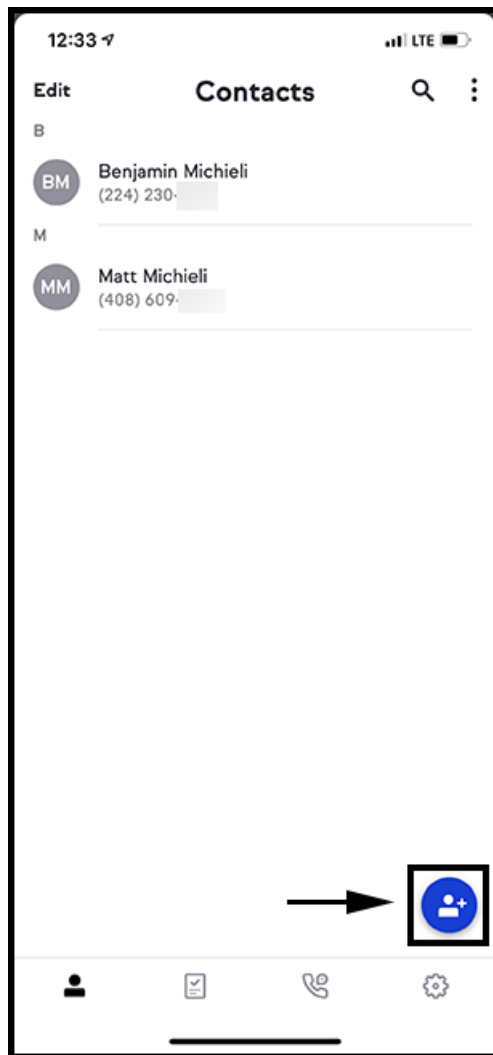 12:33
LTE
Edit
Contacts
B
BM
Benjamin Michieli
(224) 230-
M
MM
Matt Michieli
(408) 609-